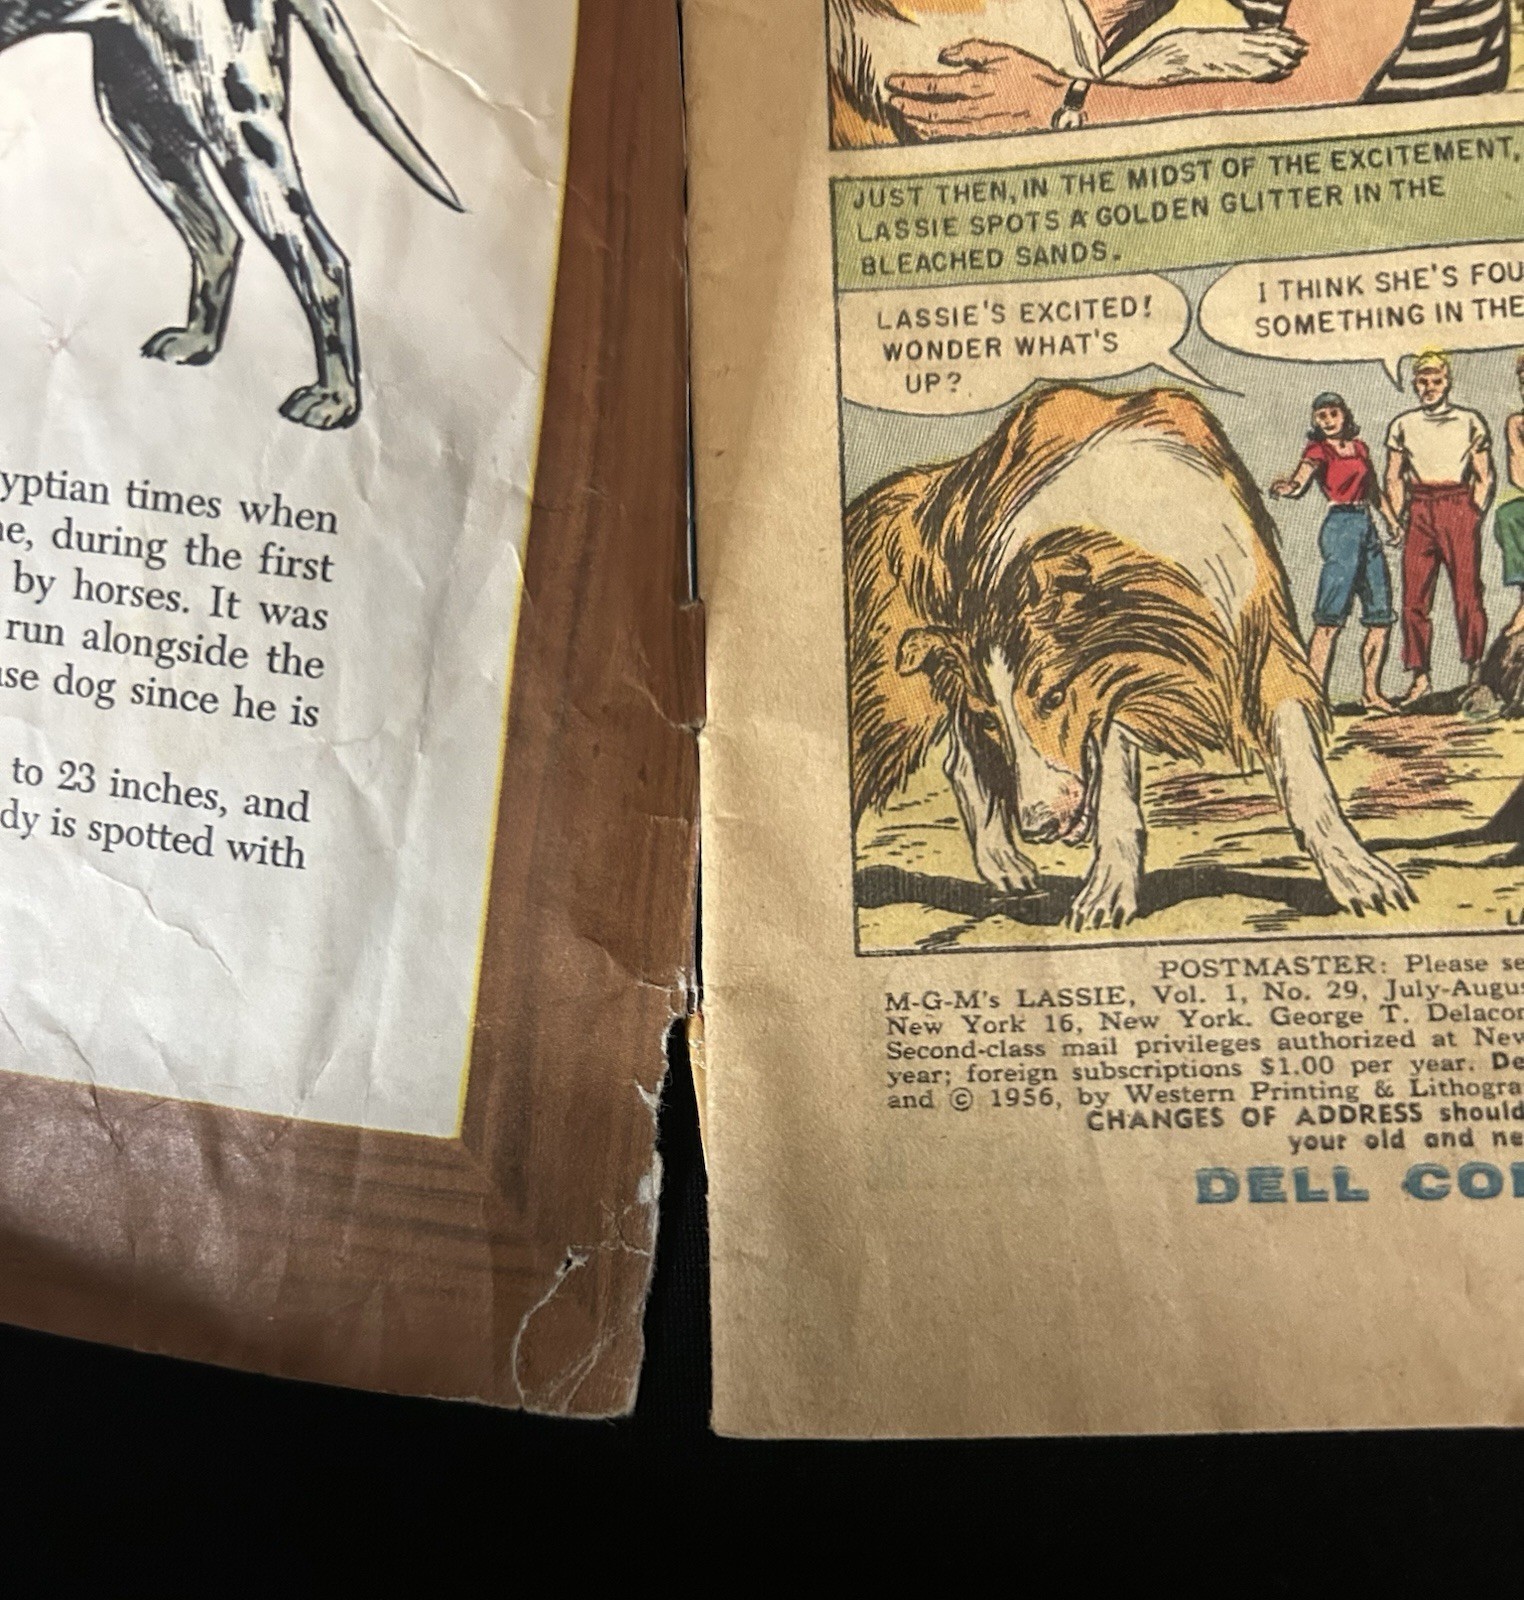 yptian times when
e, during the first
by horses. It was
run alongside the
se dog since he is
to 23 inches, and
dy is spotted with
JUST THEN, IN THE MIDST OF THE EXCITEMENT,
LASSIE SPOTS A GOLDEN GLITTER IN THE
BLEACHED SANDS.
LASSIE'S EXCITED!
WONDER WHAT'S
UP?
I THINK SHE'S FOU
SOMETHING IN THE
POSTMASTER: Please se
M-G-M's LASSIE, Vol. 1, No. 29, July-Augus
New York 16, New York. George T. Delacor
Second-class mail privileges authorized at New
year; foreign subscriptions $1.00 per year. De
and © 1956, by Western Printing & Lithogra
CHANGES OF ADDRESS should
your old and ne
DELL CO